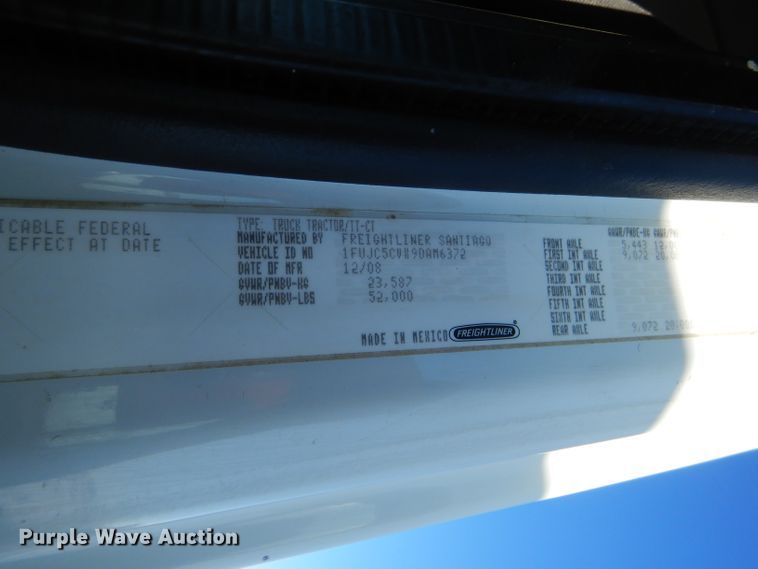 ICABLE FEDERAL
EFFECT AT DATE
TYPE: TRUCK TRACTOR/TT-CT
MANUFACTURED BY FREIGHTLINER SANTIAGO
VEHICLE ID NO
DATE OF MFR 12/08
GVWR/PNBV-KG 23,587
GVWR/PNBV-LBS 52,000
MADE IN MEXICO FREIGHTLINER
GAWR/PNBE-KG
FRONT AXLE 5,443
FIRST INT AXLE 9,072
SECOND INT AXLE
THIRD INT AXLE
FOURTH INT AXLE
FIFTH INT AXLE
SIXTH INT AXLE
REAR AXLE 9,072
Purple Wave Auction